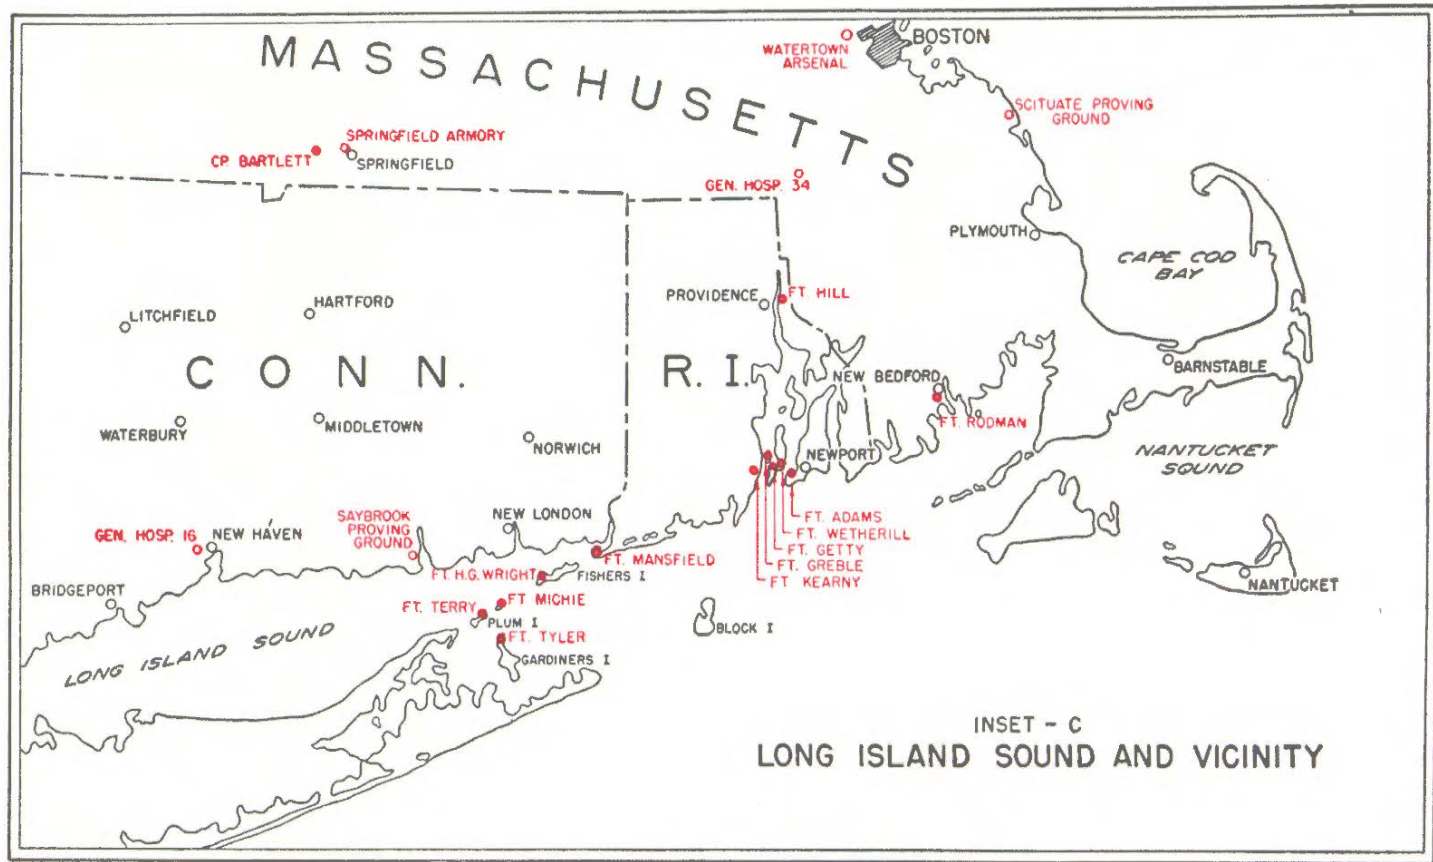 MASSACHUSETTS
BOSTON
WATERTOWN
ARSENAL
SCITUATE PROVING
GROUND
SPRINGFIELD ARMORY
CP. BARTLETT
SPRINGFIELD
GEN. HOSP. 34
PLYMOUTH
CAPE COD
BAY
PROVIDENCE
FT. HILL
HARTFORD
LITCHFIELD
CONN.
R. I.
NEW BEDFORD
BARNSTABLE
FT. RODMAN
WATERBURY
MIDDLETOWN
NORWICH
NEWPORT
NANTUCKET
SOUND
GEN. HOSP. 16
NEW HAVEN
SAYBROOK
PROVING
GROUND
NEW LONDON
FT. ADAMS
FT. WETHERILL
FT. GETTY
FT. GREBLE
FT. KEARNY
FT. MANSFIELD
FT. H.G. WRIGHT
FISHERS I
NANTUCKET
BRIDGEPORT
FT. TERRY
FT. MICHIE
PLUM I
BLOCK I
FT. TYLER
GARDINERS I
LONG ISLAND SOUND
INSET - C
LONG ISLAND SOUND AND VICINITY